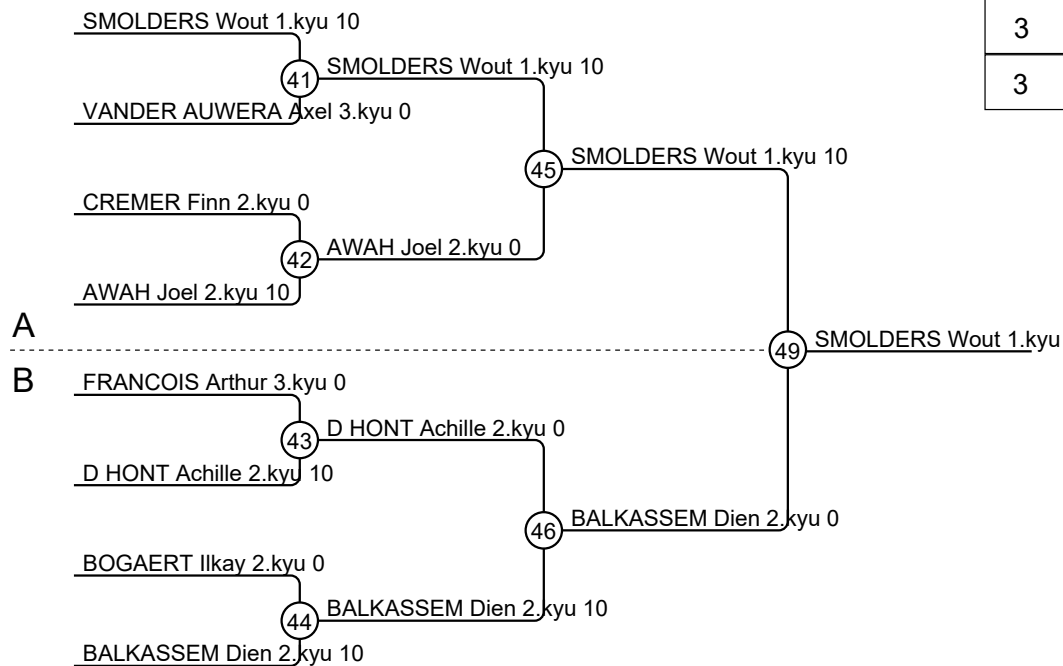 SMOLDERS Wout 1.kyu 10
3
41
SMOLDERS Wout 1.kyu 10
3
VANDER AUWERA Axel 3.kyu 0
45
SMOLDERS Wout 1.kyu 10
CREMER Finn 2.kyu 0
42
AWAH Joel 2.kyu 0
AWAH Joel 2.kyu 10
A
49
SMOLDERS Wout 1.kyu
B
FRANCOIS Arthur 3.kyu 0
43
D HONT Achille 2.kyu 0
D HONT Achille 2.kyu 10
46
BALKASSEM Dien 2.kyu 0
BOGAERT Ilkay 2.kyu 0
44
BALKASSEM Dien 2.kyu 10
BALKASSEM Dien 2.kyu 10